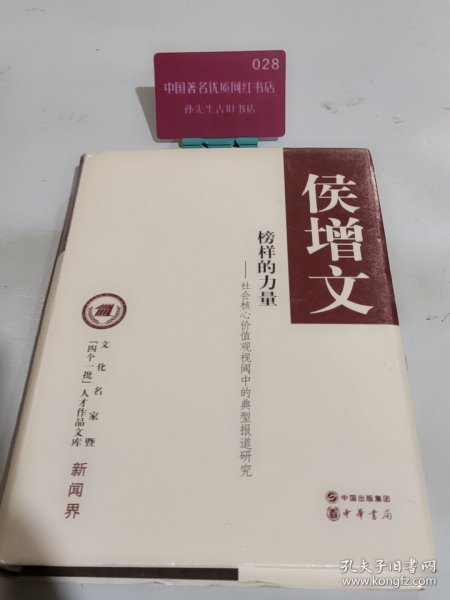 028
中国著名优质网红书店
孙先生古旧书店
侯增文
榜样的力量
——社会核心价值观视阈中的典型报道研究
文化名家暨
「四个一批」人才作品文库
新闻界
中国出版集团
中華書局
孔夫子旧书网
www.kongfz.com